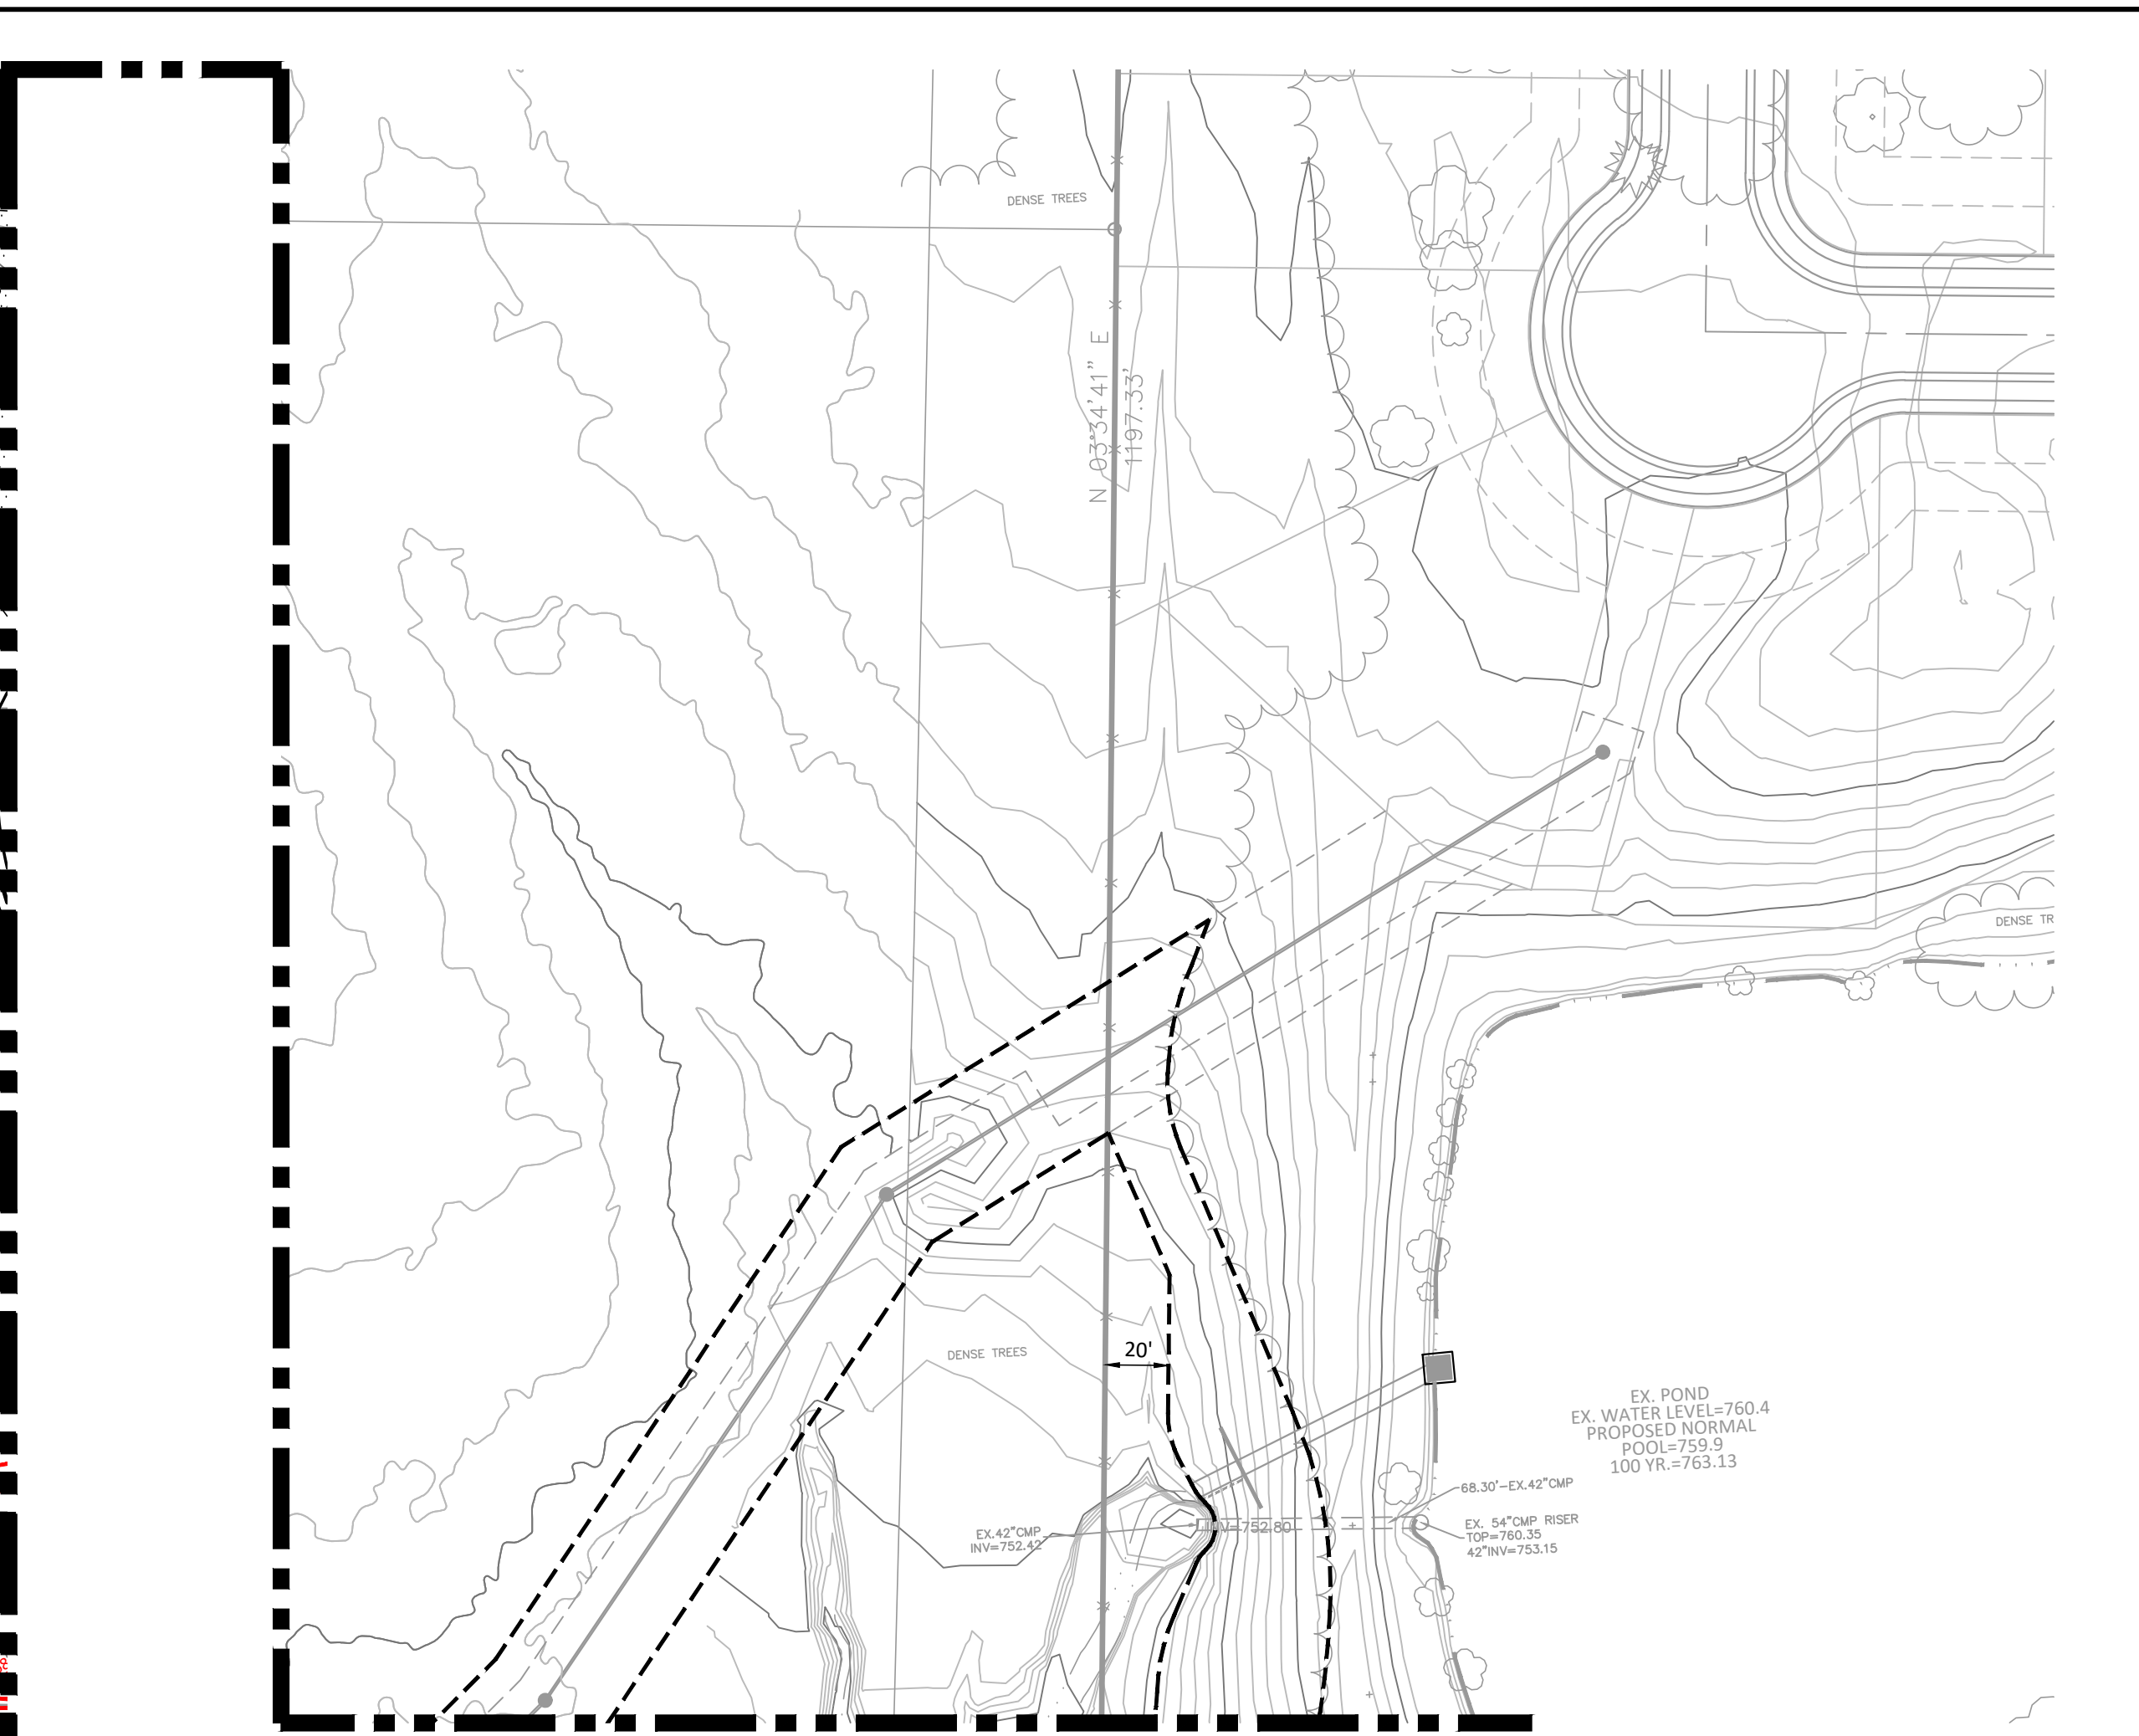 DENSE TREES
N 03°34'41" E
1197.33'
DENSE TR
DENSE TREES
20'
EX. POND
EX. WATER LEVEL=760.4
PROPOSED NORMAL
POOL=759.9
100 YR.=763.13
68.30'-EX.42"CMP
EX. 54"CMP RISER
TOP=760.35
42"INV=753.15
EX.42"CMP
INV=752.42
INV=752.80